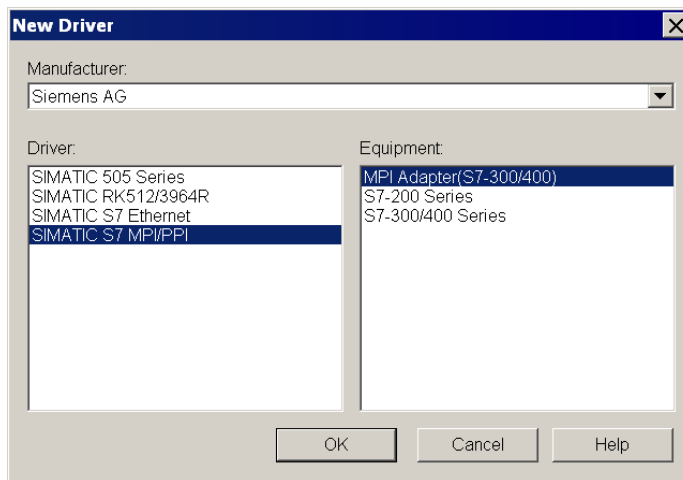 New Driver
Manufacturer:
Siemens AG
Driver:
SIMATIC 505 Series
SIMATIC RK512/3964R
SIMATIC S7 Ethernet
SIMATIC S7 MPI/PPI
Equipment:
MPI Adapter(S7-300/400)
S7-200 Series
S7-300/400 Series
OK
Cancel
Help